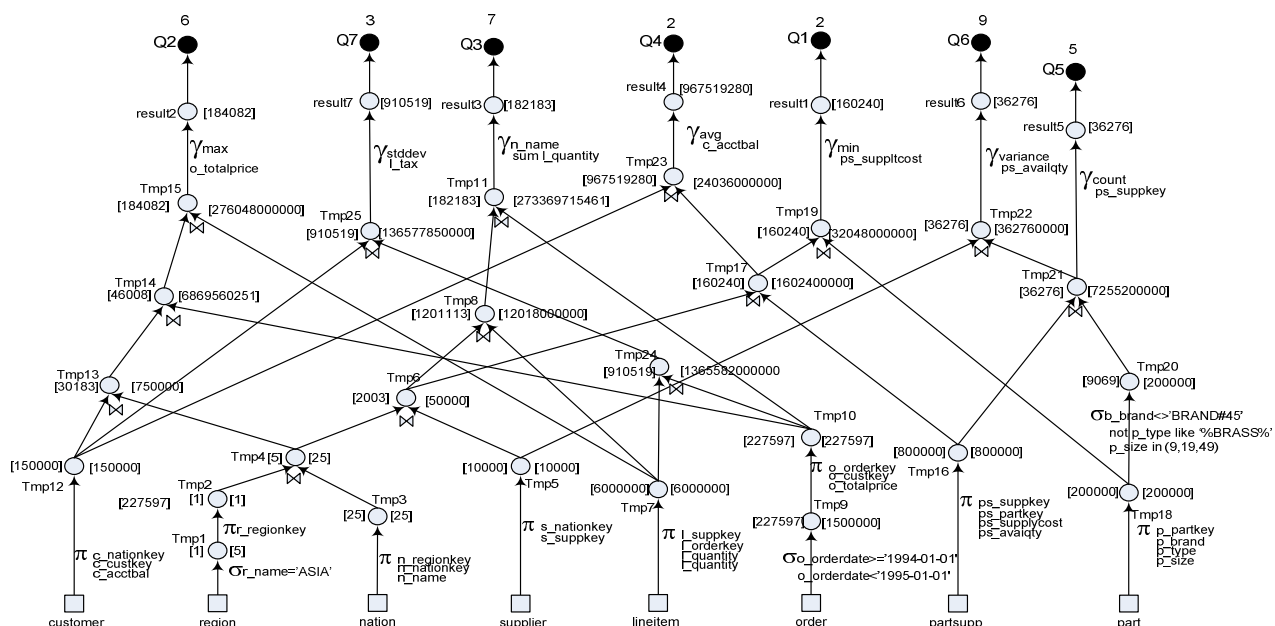 6 3 7 2 2 9
Q2 Q7 Q3 Q4 Q1 Q6
5
Q5
result2 [184082]
result7 [910519]
result3 [182183]
result4 [967519280]
result1 [160240]
result6 [36276]
result5 [36276]
γmax
o_totalprice
γstddev
l_tax
γn_name
sum l_quantity
γavg
c_acctbal
γmin
ps_suppltcost
γvariance
ps_availqty
γcount
ps_suppkey
Tmp15
[184082] [276048000000]
Tmp25
[910519] [136577850000]
Tmp11
[182183] [273369715461]
Tmp23
[967519280] [24036000000]
Tmp19
[160240] [32048000000]
Tmp22
[36276] [362760000]
Tmp14
[46008] [6869560251]
Tmp8
[1201113] [12018000000]
Tmp17
[160240] [1602400000]
Tmp21
[36276] [7255200000]
Tmp13
[30183] [750000]
Tmp6
[2003] [50000]
Tmp24
[910519] [1365582000000
Tmp20
[9069] [200000]
σb_brand<>'BRAND#45'
not p_type like '%BRASS%'
p_size in (9,19,49)
[150000] [150000]
Tmp12
Tmp4 [5] [25]
[10000] [10000]
Tmp5
[6000000] [6000000]
Tmp7
Tmp10
[227597] [227597]
[800000] [800000]
Tmp16
[200000] [200000]
Tmp18
Tmp2
[227597] [1] [1]
Tmp3
[25] [25]
πr_regionkey
Tmp1
[1] [5]
σr_name='ASIA'
π c_nationkey
c_custkey
c_acctbal
π n_regionkey
n_nationkey
n_name
π s_nationkey
s_suppkey
π l_suppkey
l_orderkey
l_quantity
l_quantity
π o_orderkey
o_custkey
o_totalprice
Tmp9
[227597] [1500000]
σo_orderdate>='1994-01-01'
o_orderdate<'1995-01-01'
π ps_suppkey
ps_partkey
ps_supplycost
ps_avaiqty
π p_partkey
p_brand
p_type
p_size
customer region nation supplier lineitem order partsupp part